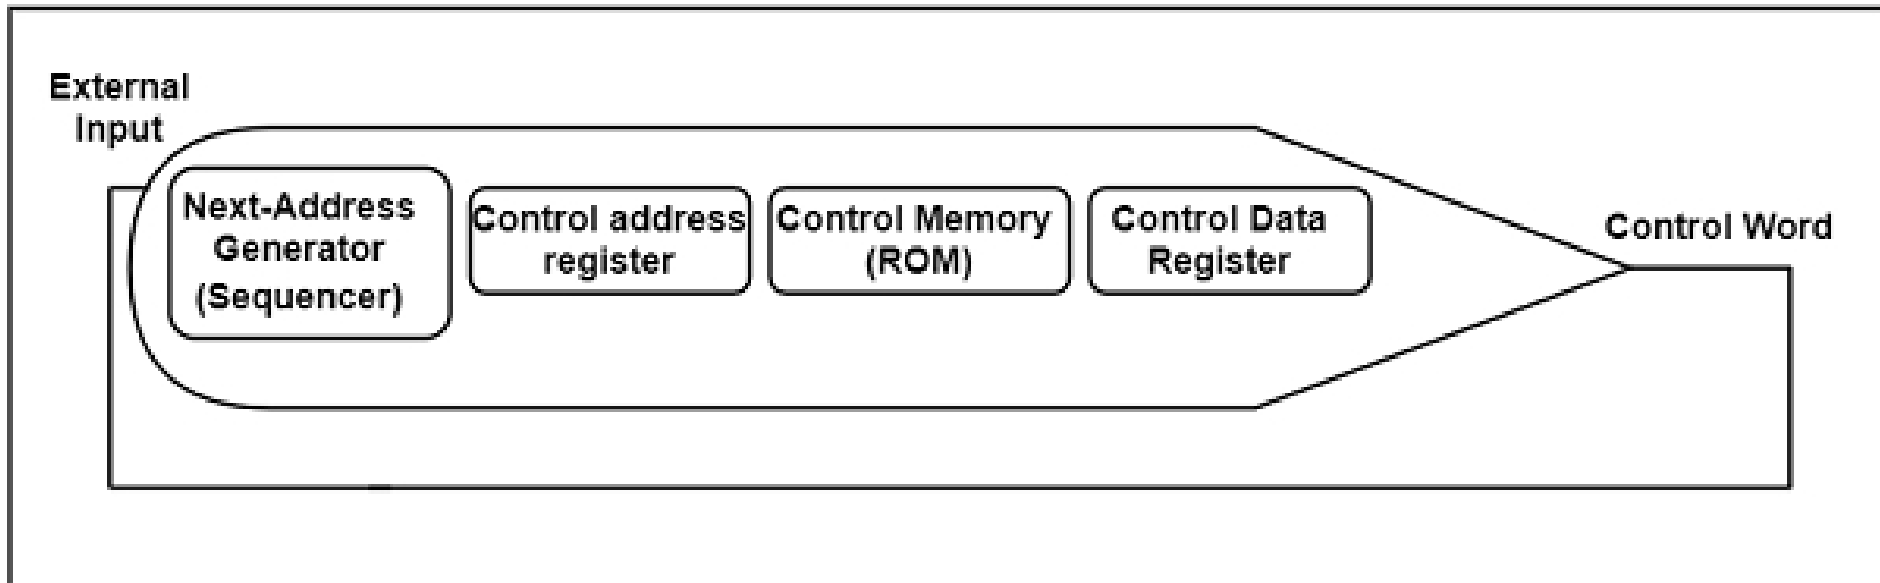 External
Input
Next-Address
Generator
(Sequencer)
Control address
register
Control Memory
(ROM)
Control Data
Register
Control Word